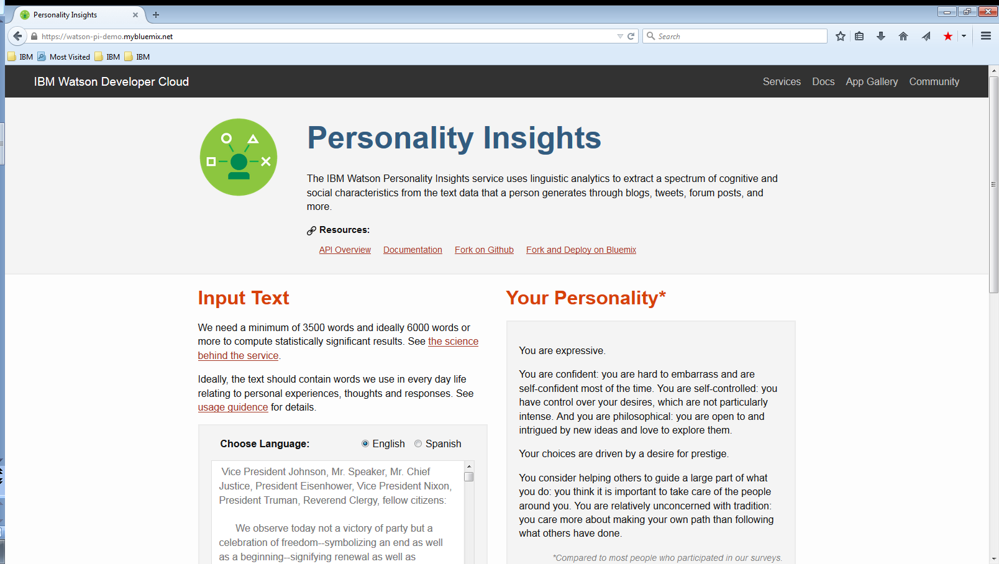 Personality Insights
https://watson-pi-demo.mybluemix.net
Search
IBM
Most Visited
IBM
IBM
IBM Watson Developer Cloud
Services
Docs
App Gallery
Community
Personality Insights
The IBM Watson Personality Insights service uses linguistic analytics to extract a spectrum of cognitive and
social characteristics from the text data that a person generates through blogs, tweets, forum posts, and
more.
Resources:
API Overview
Documentation
Fork on Github
Fork and Deploy on Bluemix
Input Text
We need a minimum of 3500 words and ideally 6000 words or
more to compute statistically significant results. See the science
behind the service.
Ideally, the text should contain words we use in every day life
relating to personal experiences, thoughts and responses. See
usage guidance for details.
Choose Language:
English
Spanish
Vice President Johnson, Mr. Speaker, Mr. Chief
Justice, President Eisenhower, Vice President Nixon,
President Truman, Reverend Clergy, fellow citizens:
We observe today not a victory of party but a
celebration of freedom--symbolizing an end as well
as a beginning--signifying renewal as well as
Your Personality*
You are expressive.
You are confident: you are hard to embarrass and are
self-confident most of the time. You are self-controlled: you
have control over your desires, which are not particularly
intense. And you are philosophical: you are open to and
intrigued by new ideas and love to explore them.
Your choices are driven by a desire for prestige.
You consider helping others to guide a large part of what
you do: you think it is important to take care of the people
around you. You are relatively unconcerned with tradition:
you care more about making your own path than following
what others have done.
*Compared to most people who participated in our surveys.